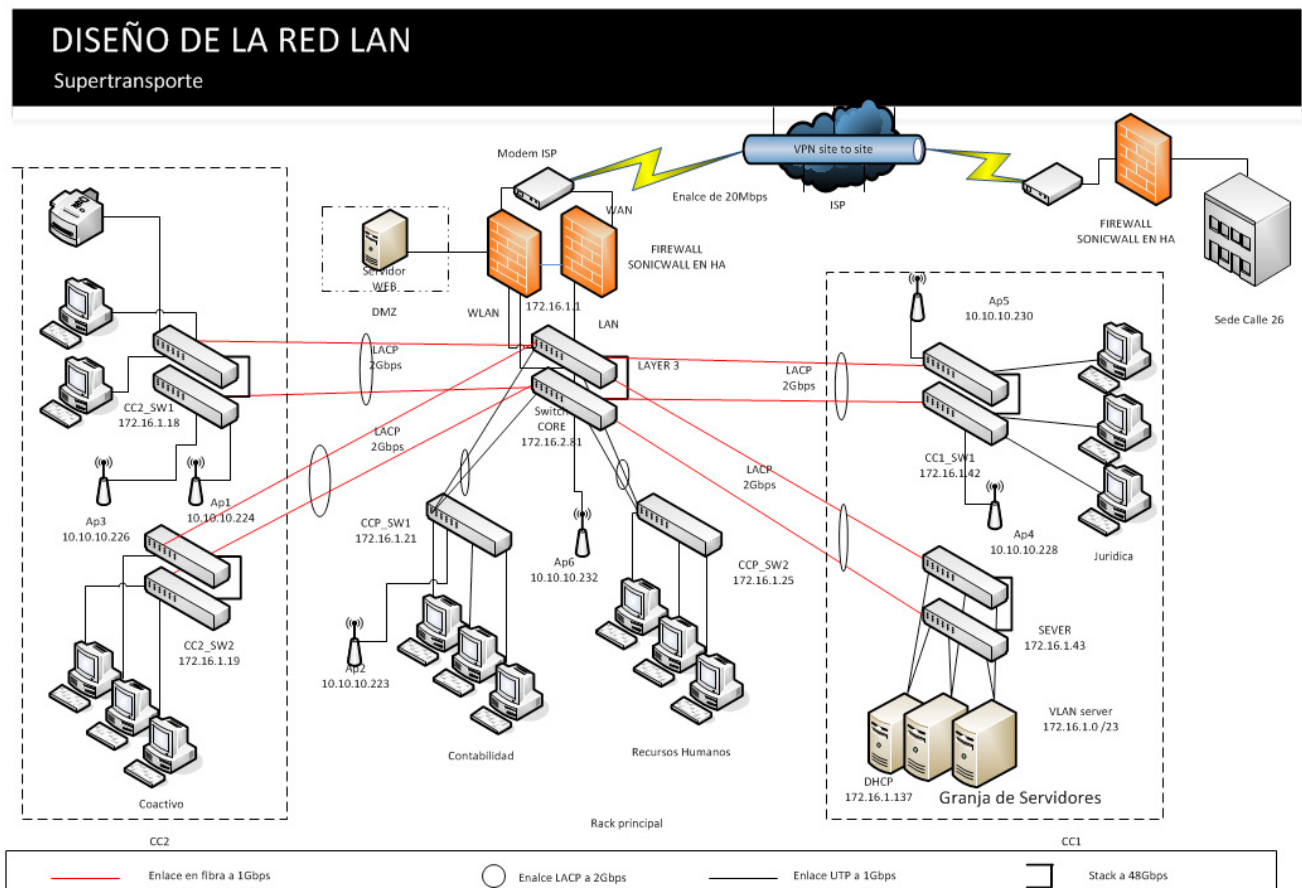 DISEÑO DE LA RED LAN
Supertransporte
Modem ISP
VPN site to site
WAN
Enalce de 20Mbps
ISP
FIREWALL
SONICWALL EN HA
FIREWALL
SONICWALL EN HA
Sede Calle 26
Servidor
WEB
DMZ
WLAN
172.16.1.1
LAN
LAYER 3
Switch
CORE
172.16.2.81
LACP
2Gbps
LACP
2Gbps
LACP
2Gbps
LACP
2Gbps
CC2_SW1
172.16.1.18
Ap3
10.10.10.226
Ap1
10.10.10.224
CC2_SW2
172.16.1.19
Coactivo
CC2
CCP_SW1
172.16.1.21
Ap2
10.10.10.223
Contabilidad
Ap6
10.10.10.232
CCP_SW2
172.16.1.25
Recursos Humanos
Rack principal
Ap5
10.10.10.230
CC1_SW1
172.16.1.42
Ap4
10.10.10.228
Juridica
SEVER
172.16.1.43
VLAN server
172.16.1.0 /23
DHCP
172.16.1.137
Granja de Servidores
CC1
Enlace en fibra a 1Gbps
Enalce LACP a 2Gbps
Enlace UTP a 1Gbps
Stack a 48Gbps